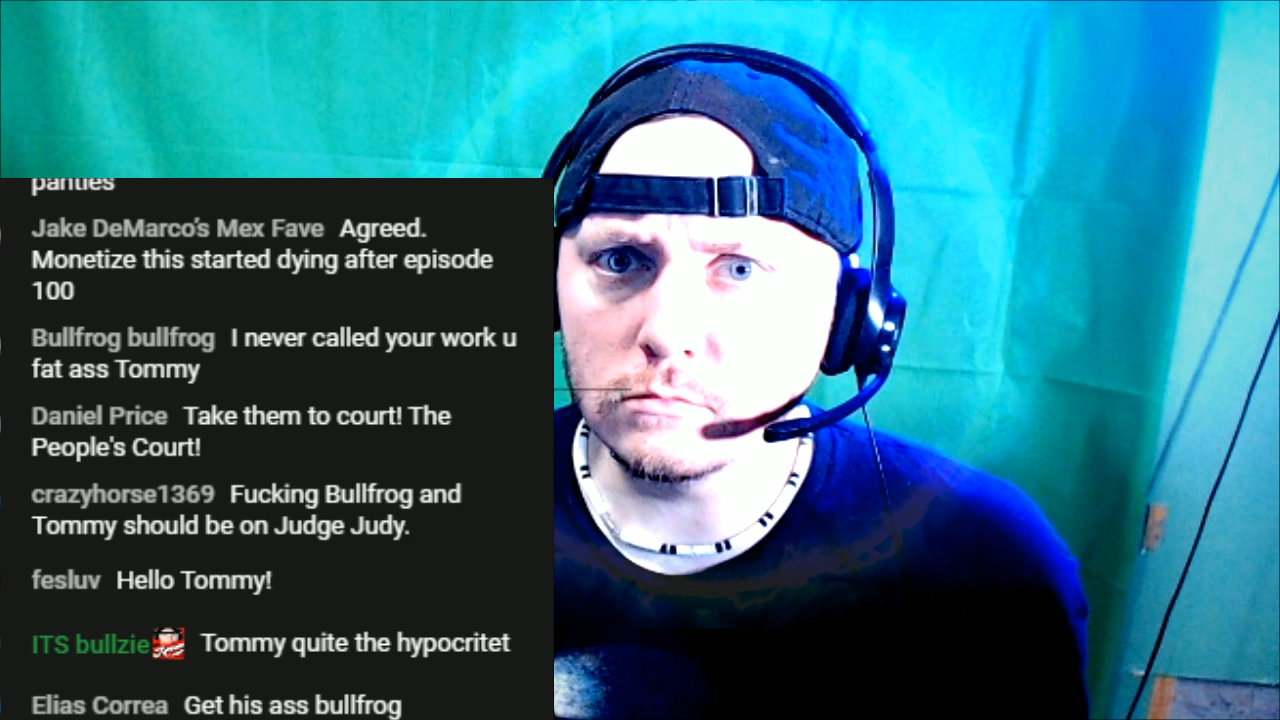 panties
Jake DeMarco's Mex Fave Agreed.
Monetize this started dying after episode
100
Bullfrog bullfrog I never called your work u
fat ass Tommy
Daniel Price Take them to court! The
People's Court!
crazyhorse1369 Fucking Bullfrog and
Tommy should be on Judge Judy.
fesluv Hello Tommy!
ITS bullzie Tommy quite the hypocritet
Elias Correa Get his ass bullfrog